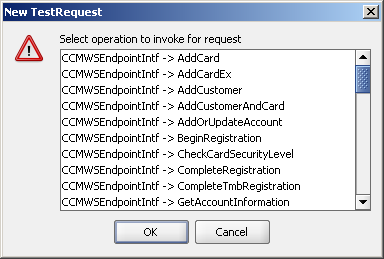 New TestRequest
Select operation to invoke for request
CCMWSEndpointIntf -> AddCard
CCMWSEndpointIntf -> AddCardEx
CCMWSEndpointIntf -> AddCustomer
CCMWSEndpointIntf -> AddCustomerAndCard
CCMWSEndpointIntf -> AddOrUpdateAccount
CCMWSEndpointIntf -> BeginRegistration
CCMWSEndpointIntf -> CheckCardSecurityLevel
CCMWSEndpointIntf -> CompleteRegistration
CCMWSEndpointIntf -> CompleteTmbRegistration
CCMWSEndpointIntf -> GetAccountInformation
OK
Cancel